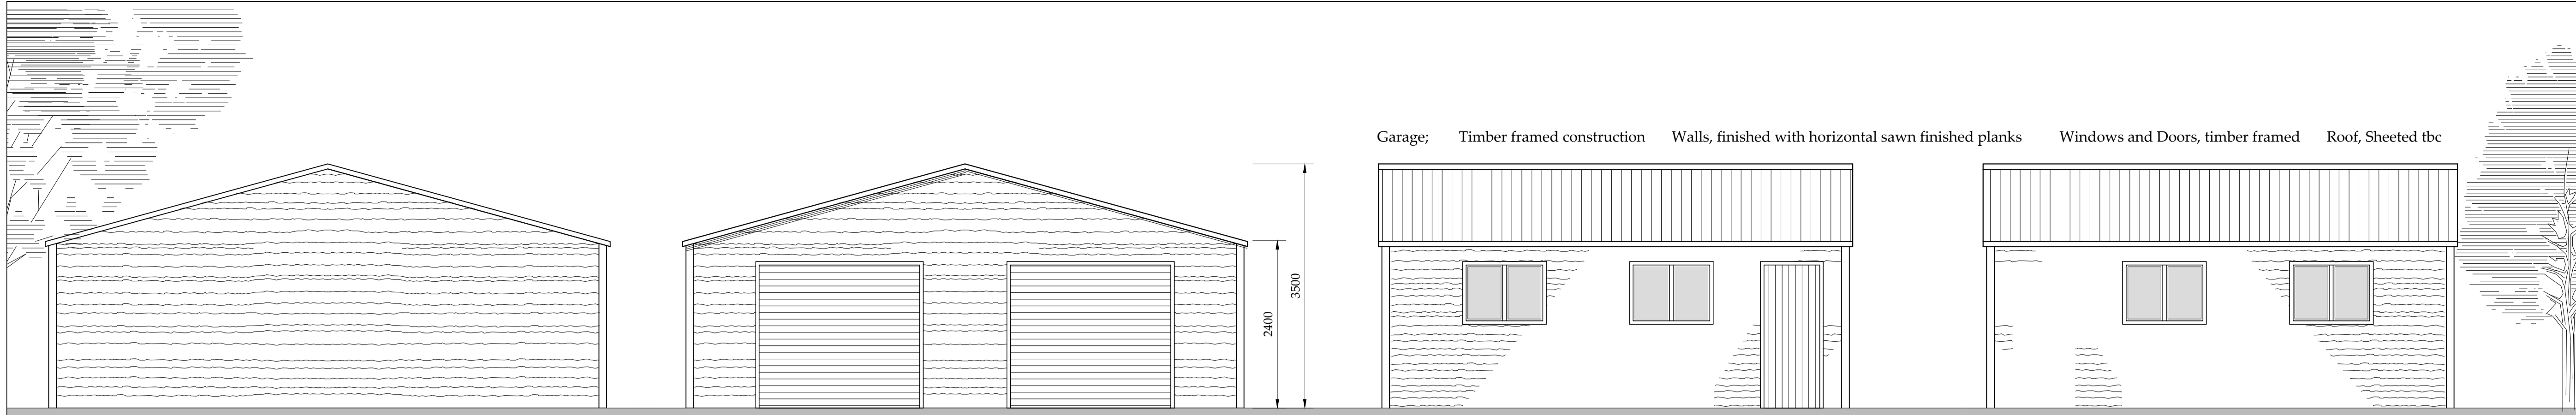 Garage; Timber framed construction Walls, finished with horizontal sawn finished planks Windows and Doors, timber framed Roof, Sheeted tbc
3500
2400